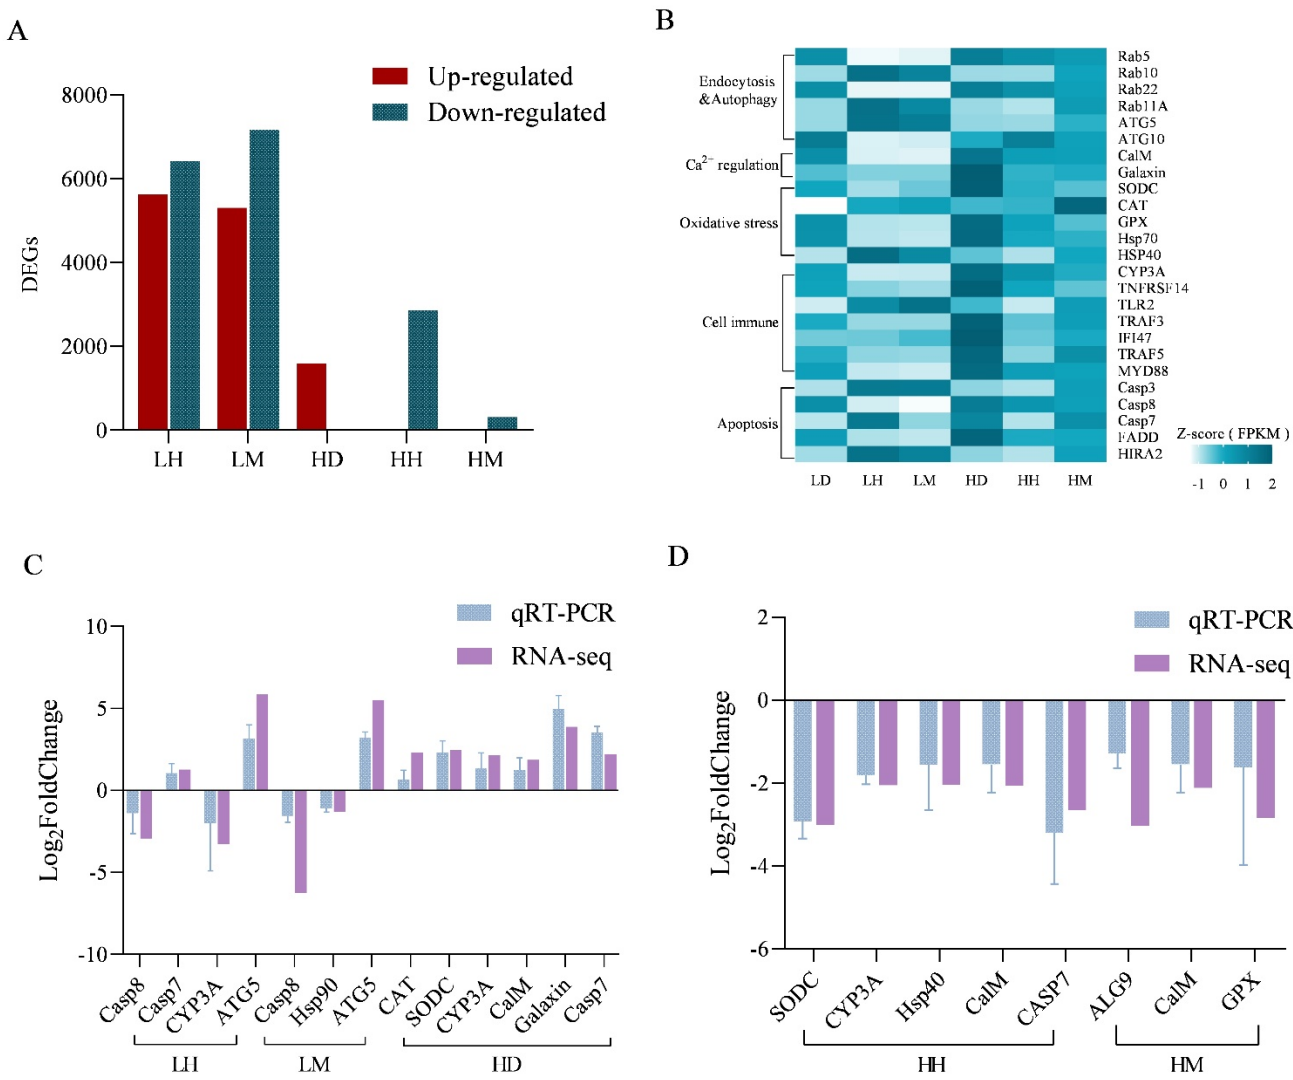 A
Up-regulated
Down-regulated
8000
6000
4000
2000
0
DEGs
LH
LM
HD
HH
HM
B
Endocytosis
&Autophagy
Ca2− regulation
Oxidative stress
Cell immune
Apoptosis
Rab5
Rab10
Rab22
Rab11A
ATG5
ATG10
CalM
Galaxin
SODC
CAT
GPX
Hsp70
HSP40
CYP3A
TNFRSF14
TLR2
TRAF3
IFI47
TRAF5
MYD88
Casp3
Casp8
Casp7
FADD
HIRA2
LD
LH
LM
HD
HH
HM
Z-score ( FPKM )
-1 0 1 2
C
qRT-PCR
RNA-seq
10
5
0
-5
-10
Log2FoldChange
Casp8
Casp7
CYP3A
ATG5
Casp8
Hsp90
ATG5
CAT
SODC
CYP3A
CalM
Galaxin
Casp7
LH
LM
HD
D
qRT-PCR
RNA-seq
2
0
-2
-4
-6
Log2FoldChange
SODC
CYP3A
Hsp40
CalM
CASP7
ALG9
CalM
GPX
HH
HM